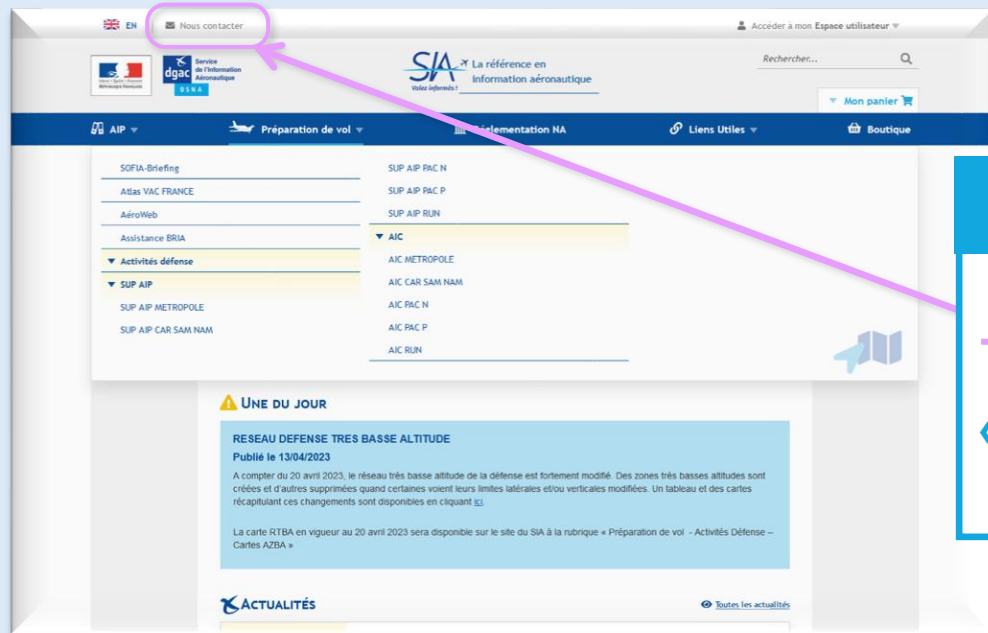 EN
Nous contacter
Accéder à mon Espace utilisateur
dgac
DSNA
Service
de l'Information
Aéronautique
SIA
La référence en
information aéronautique
Volez informés !
Rechercher...
Mon panier
AIP
Préparation de vol
Réglementation NA
Liens Utiles
Boutique
SOFIA-Briefing
Atlas VAC FRANCE
AéroWeb
Assistance BRIA
Activités défense
SUP AIP
SUP AIP METROPOLE
SUP AIP CAR SAM NAM
SUP AIP PAC N
SUP AIP PAC P
SUP AIP RUN
AIC
AIC METROPOLE
AIC CAR SAM NAM
AIC PAC N
AIC PAC P
AIC RUN
UNE DU JOUR
RESEAU DEFENSE TRES BASSE ALTITUDE
Publié le 13/04/2023
A compter du 20 avril 2023, le réseau très basse altitude de la défense est fortement modifié. Des zones très basses altitudes sont
créées et d'autres supprimées quand certaines voient leurs limites latérales et/ou verticales modifiées. Un tableau et des cartes
récapitulant ces changements sont disponibles en cliquant ici.
La carte RTBA en vigueur au 20 avril 2023 sera disponible sur le site du SIA à la rubrique « Préparation de vol - Activités Défense –
Cartes AZBA »
ACTUALITÉS
Toutes les actualités
«